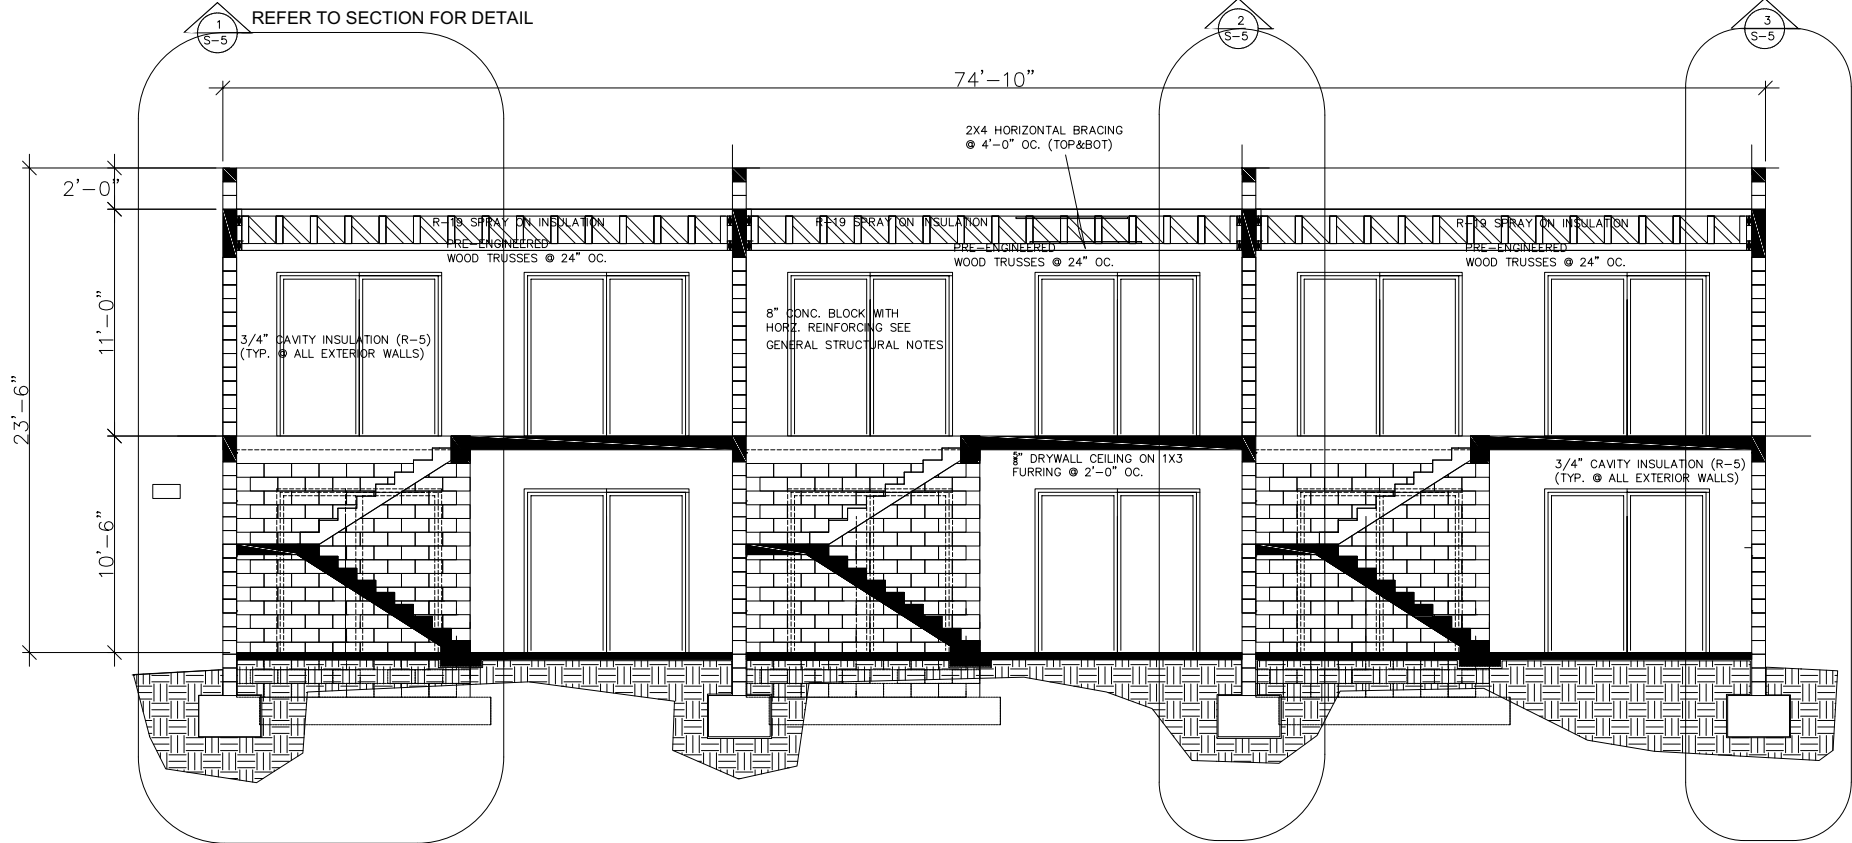 1
S-5
REFER TO SECTION FOR DETAIL
2
S-5
3
S-5
74'-10"
2X4 HORIZONTAL BRACING
@ 4'-0" OC. (TOP&BOT)
2'-0"
R-19 SPRAY ON INSULATION
PRE-ENGINEERED
WOOD TRUSSES @ 24" OC.
R-19 SPRAY ON INSULATION
PRE-ENGINEERED
WOOD TRUSSES @ 24" OC.
R-19 SPRAY ON INSULATION
PRE-ENGINEERED
WOOD TRUSSES @ 24" OC.
11'-0"
3/4" CAVITY INSULATION (R-5)
(TYP. @ ALL EXTERIOR WALLS)
8" CONC. BLOCK WITH
HORZ. REINFORCING SEE
GENERAL STRUCTURAL NOTES
23'-6"
10'-6"
5/8" DRYWALL CEILING ON 1X3
FURRING @ 2'-0" OC.
3/4" CAVITY INSULATION (R-5)
(TYP. @ ALL EXTERIOR WALLS)